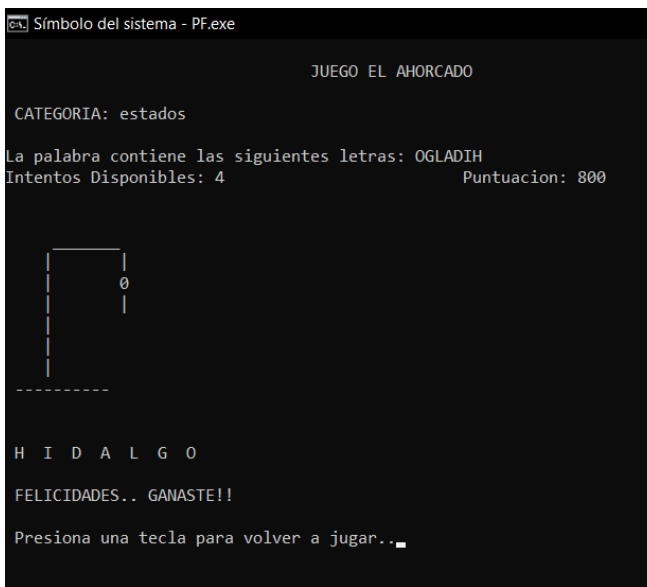 Símbolo del sistema - PF.exe
JUEGO EL AHORCADO
CATEGORIA: estados
La palabra contiene las siguientes letras: OGLADIH
Intentos Disponibles: 4 Puntuacion: 800
0
H I D A L G O
FELICIDADES.. GANASTE!!
Presiona una tecla para volver a jugar..